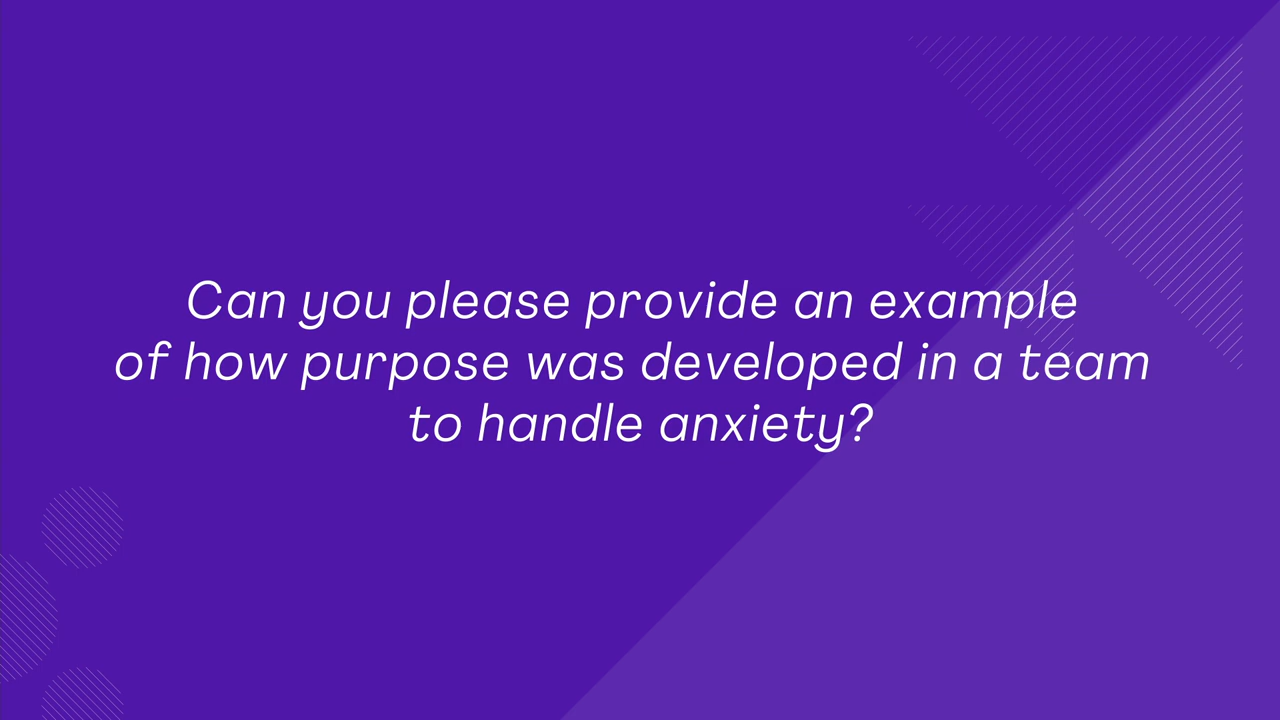 Can you please provide an example
of how purpose was developed in a team
to handle anxiety?